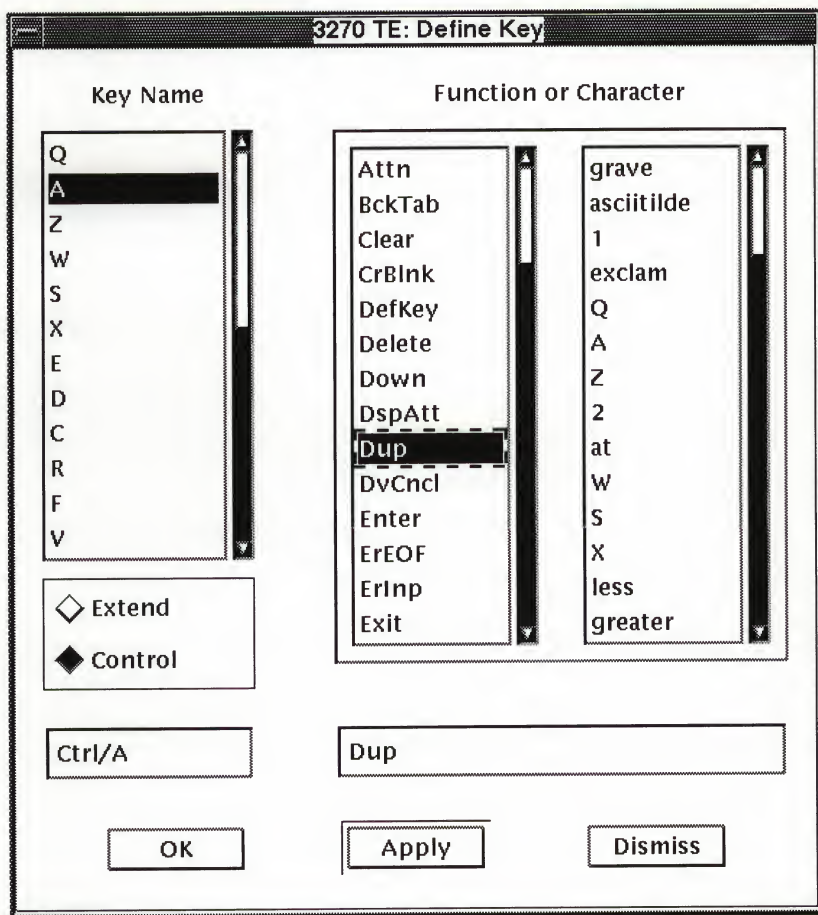 3270 TE: Define Key
Key Name
Function or Character
Q
A
Z
W
S
X
E
D
C
R
F
V
Attn
BckTab
Clear
CrBlnk
DefKey
Delete
Down
DspAtt
Dup
DvCncl
Enter
ErEOF
ErInp
Exit
grave
asciitilde
1
exclam
Q
A
Z
2
at
W
S
X
less
greater
Extend
Control
Ctrl/A
Dup
OK
Apply
Dismiss